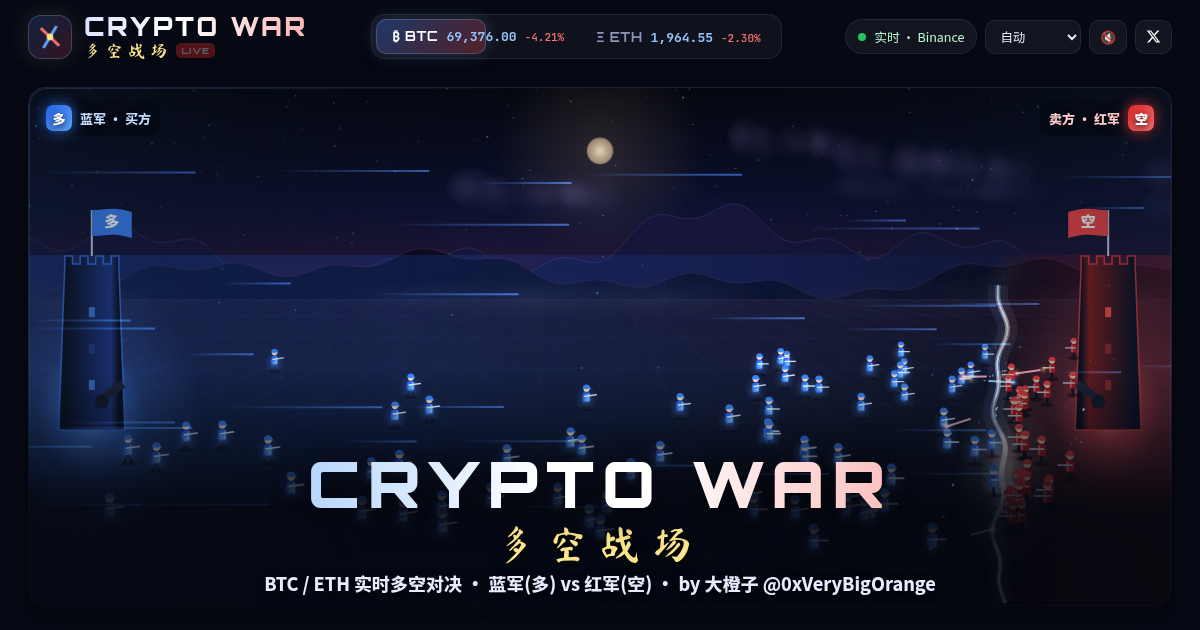 CRYPTO WAR
多空战场 LIVE
₿ BTC 69,376.00 -4.21% Ξ ETH 1,964.55 -2.30%
实时 · Binance 自动
多 蓝军 · 买方
卖方 · 红军 空
多
空
CRYPTO WAR
多空战场
BTC / ETH 实时多空对决 · 蓝军(多) vs 红军(空) · by 大橙子 @0xVeryBigOrange